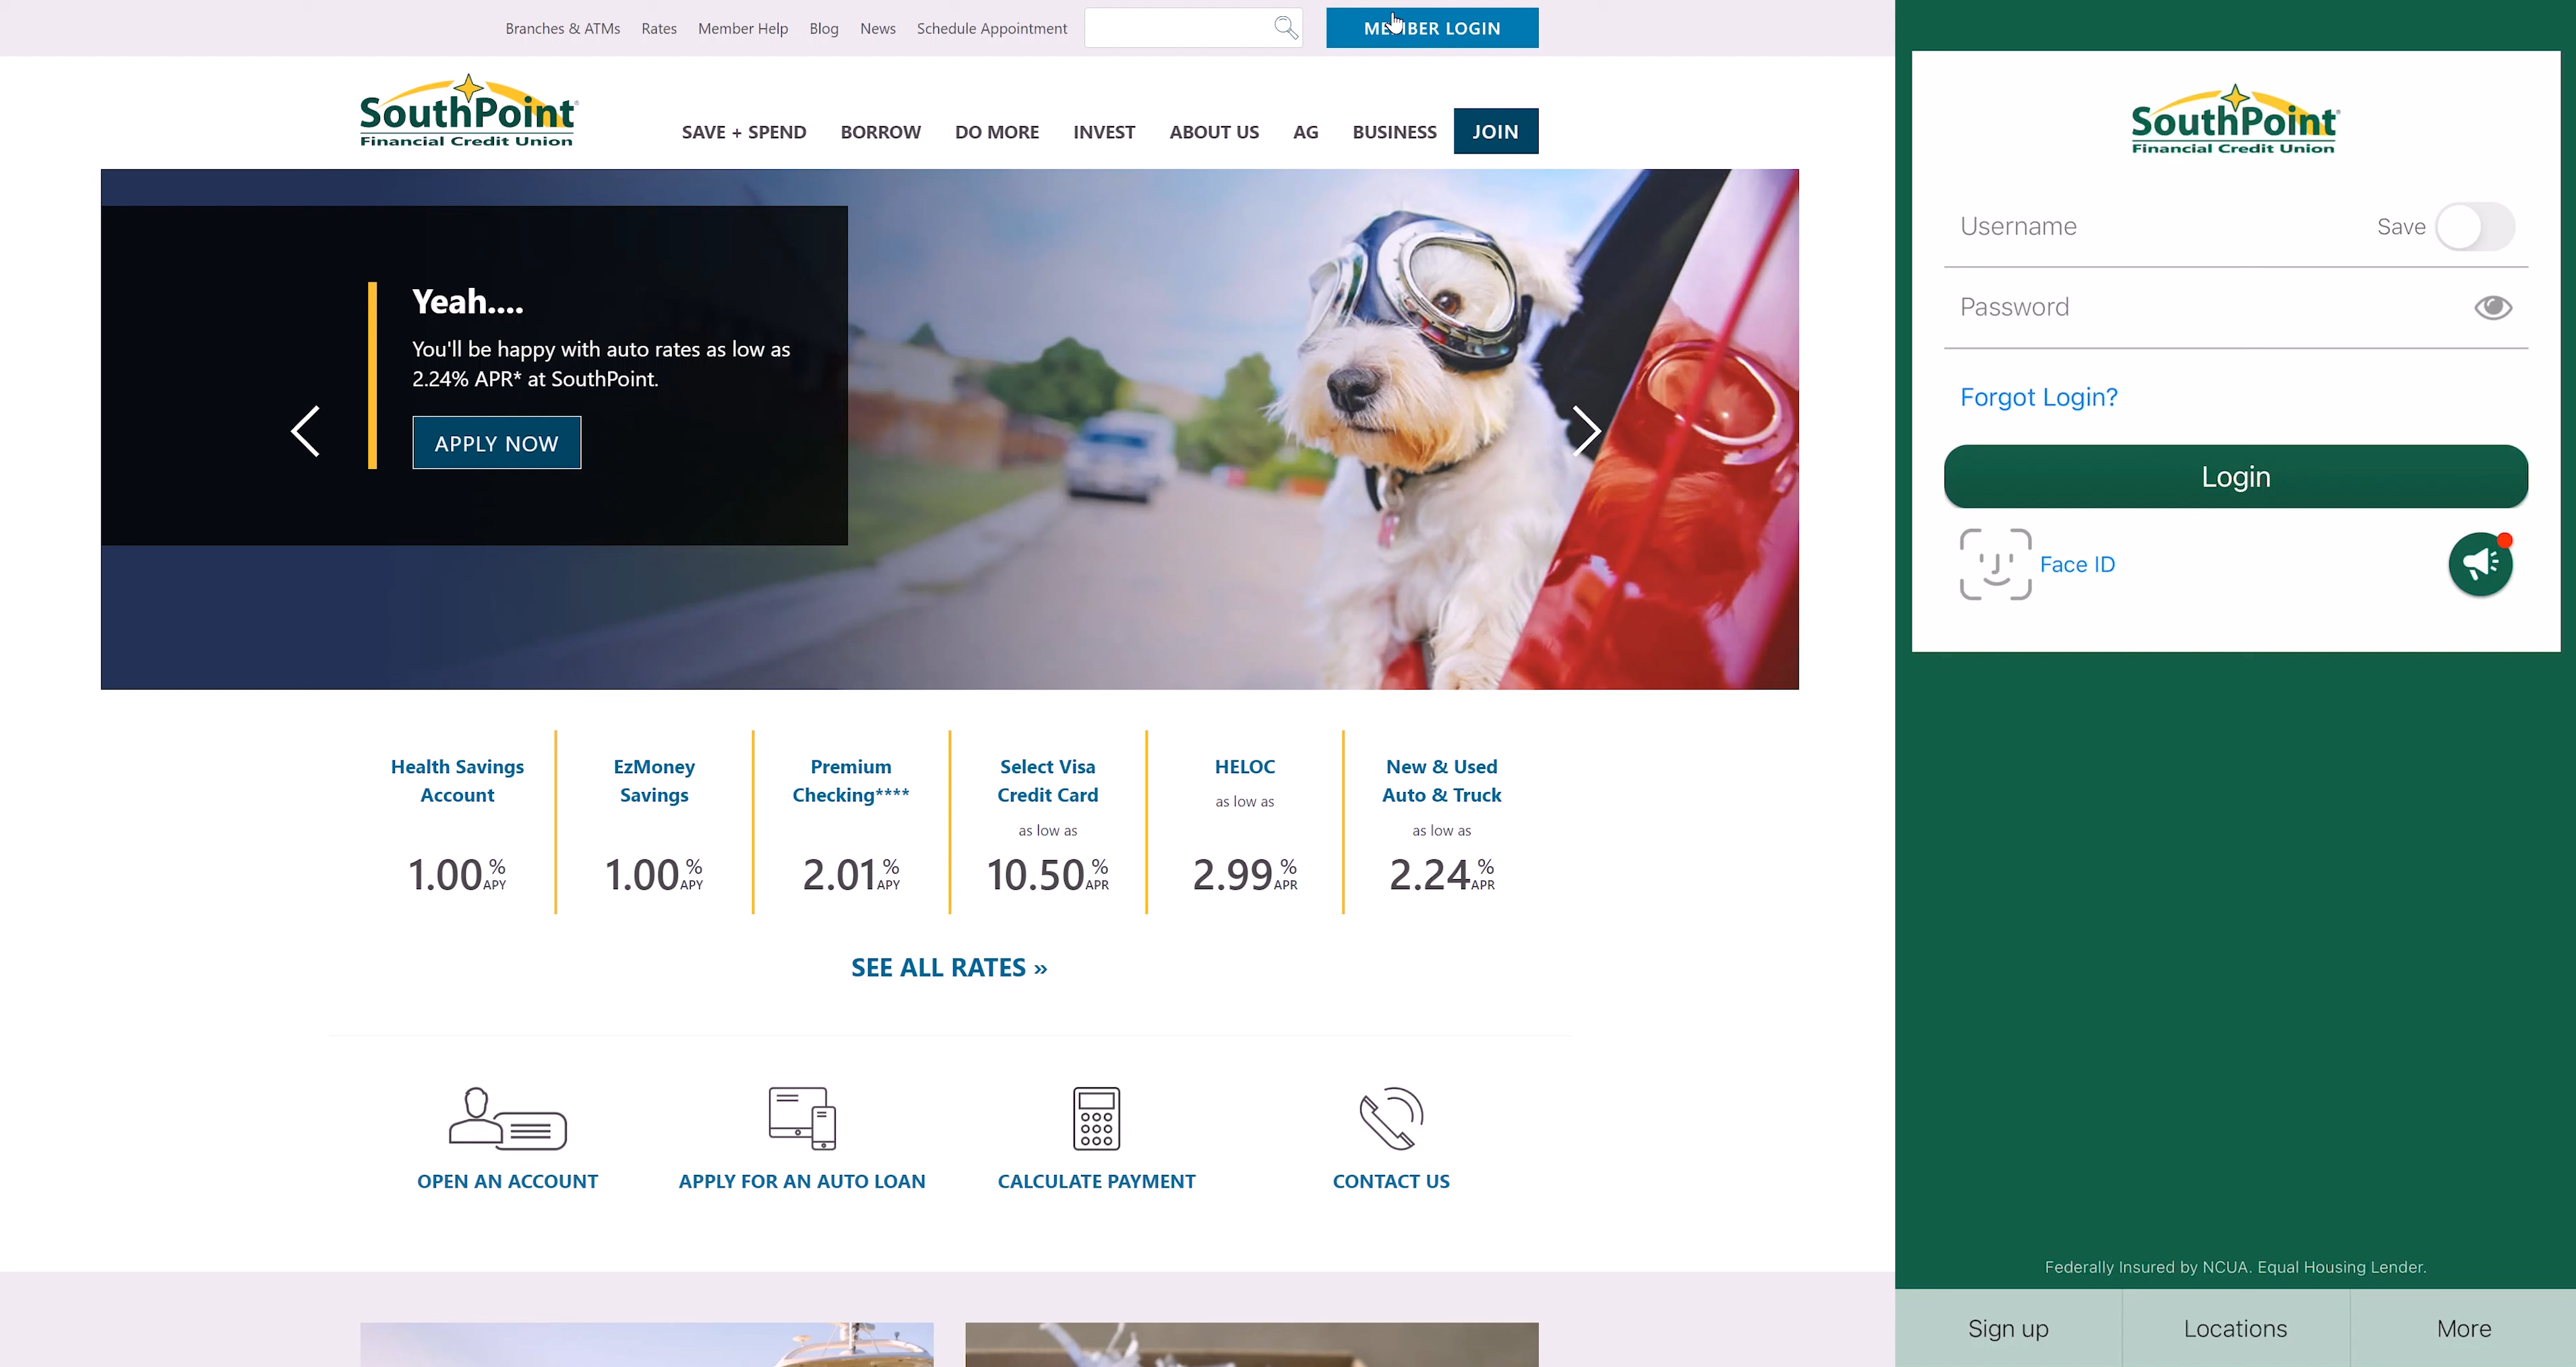 Branches & ATMs Rates Member Help Blog News Schedule Appointment MEMBER LOGIN
SouthPoint®
Financial Credit Union
SAVE + SPEND BORROW DO MORE INVEST ABOUT US AG BUSINESS JOIN
Yeah....
You'll be happy with auto rates as low as
2.24% APR* at SouthPoint.
APPLY NOW
Health Savings
Account
1.00% APY
EzMoney
Savings
1.00% APY
Premium
Checking****
2.01% APY
Select Visa
Credit Card
as low as
10.50% APR
HELOC
as low as
2.99% APR
New & Used
Auto & Truck
as low as
2.24% APR
SEE ALL RATES »
OPEN AN ACCOUNT APPLY FOR AN AUTO LOAN CALCULATE PAYMENT CONTACT US
SouthPoint®
Financial Credit Union
Username Save
Password
Forgot Login?
Login
Face ID
Federally Insured by NCUA. Equal Housing Lender.
Sign up Locations More